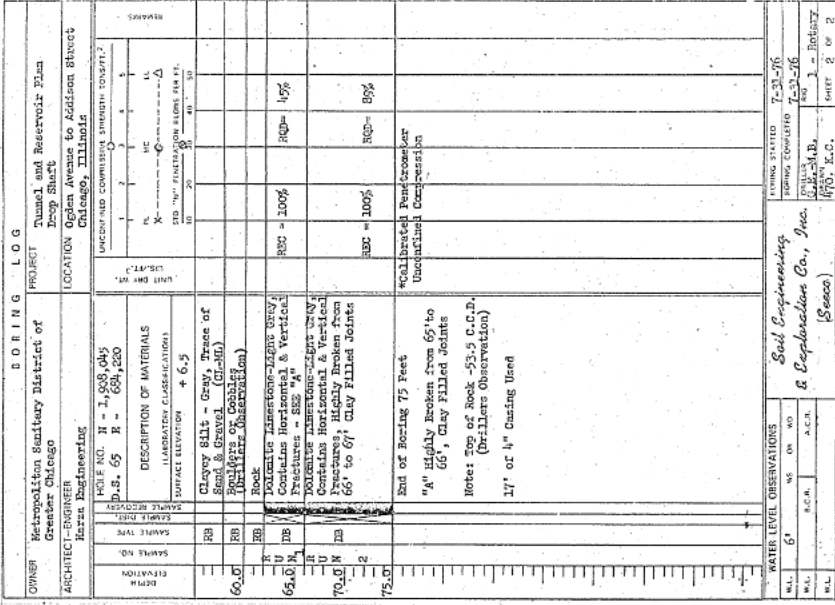 BORING LOG
OWNER
Metropolitan Sanitary District of
Greater Chicago
PROJECT
Tunnel and Reservoir Plan
Drop Shaft
ARCHITECT-ENGINEER
Harza Engineering
LOCATION Ogden Avenue to Addison Street
Chicago, Illinois
DEPTH
ELEVATION
SAMPLE NO.
SAMPLE TYPE
SAMPLE DIST.
SAMPLE RECOVERY
HOLE NO. N - 1,908,045
D.S. 65 E - 684,220
DESCRIPTION OF MATERIALS
(LABORATORY CLASSIFICATIONS)
SURFACE ELEVATION + 6.5
UNIT DRY WT.
LBS./FT.3
UNCONFINED COMPRESSIVE STRENGTH TONS/FT.2
1 2 3 4 5
PL MC LL
X O Δ
STD "N" PENETRATION BLOWS PER FT.
10 20 30 40 50
REMARKS
RB
Clayey Silt - Gray, Trace of
Sand & Gravel (CL-ML)
60.0
RB
Boulders or Cobbles
(Drillers Observation)
RB
Rock
65.0
RUN 1
DB
Dolomite Limestone-Light Gray,
Contains Horizontal & Vertical
Fractures - SEE "A"
REC = 100% RQD= 45%
70.0
RUN 2
DB
Dolomite Limestone-Light Gray,
Contains Horizontal & Vertical
Fractures, Highly Broken from
66' to 67' Clay Filled Joints
REC = 100% RQD= 89%
75.0
End of Boring 75 Feet
*Calibrated Penetrometer
Unconfined Compression
"A" Highly Broken from 65'to
66', Clay Filled Joints
Note: Top of Rock -53.5 C.C.D.
(Drillers Observation)
17' of 4" Casing Used
WATER LEVEL OBSERVATIONS
W.L. 6' WS OR WD
W.L. B.C.R. A.C.R.
W.L.
Soil Engineering
& Exploration Co., Inc.
(Seeco)
BORING STARTED 7-31-76
BORING COMPLETED 7-31-76
DRILLER
RIG 1 - Rotary
DRAWN
K.C.
SHEET 2 OF 2